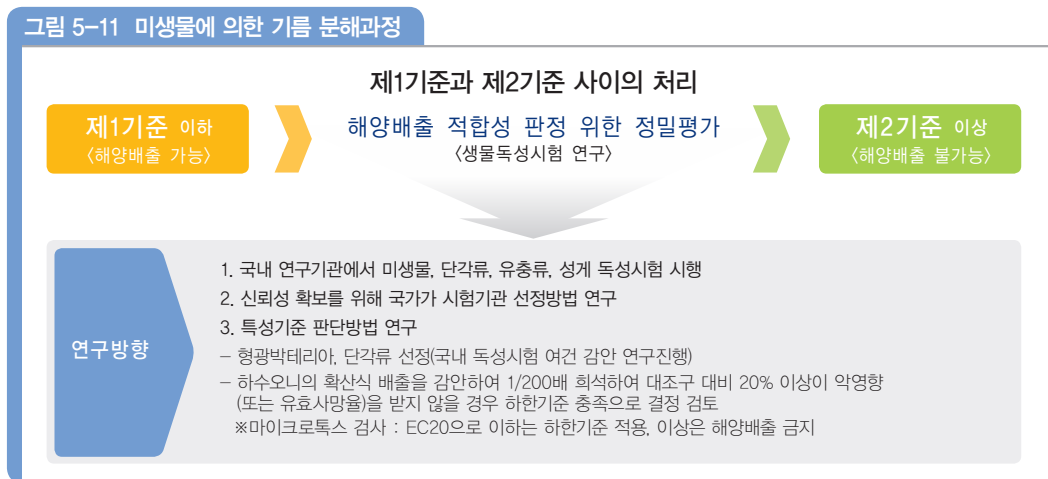 그림 5-11 미생물에 의한 기름 분해과정
제1기준과 제2기준 사이의 처리
제1기준 이하
〈해양배출 가능〉
해양배출 적합성 판정 위한 정밀평가
〈생물독성시험 연구〉
제2기준 이상
〈해양배출 불가능〉
연구방향
1. 국내 연구기관에서 미생물, 단각류, 유충류, 성게 독성시험 시행
2. 신뢰성 확보를 위해 국가가 시험기관 선정방법 연구
3. 특성기준 판단방법 연구
- 형광박테리아, 단각류 선정(국내 독성시험 여건 감안 연구진행)
- 하수오니의 확산식 배출을 감안하여 1/200배 희석하여 대조구 대비 20% 이상이 악영향
(또는 유효사망율)을 받지 않을 경우 하한기준 충족으로 결정 검토
※마이크로톡스 검사 : EC20으로 이하는 하한기준 적용, 이상은 해양배출 금지